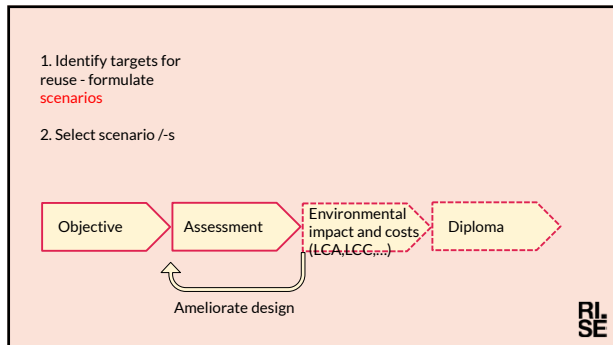 1. Identify targets for
reuse - formulate
scenarios
2. Select scenario /-s
Objective
Assessment
Environmental
impact and costs
(LCA,LCC,...)
Diploma
Ameliorate design
RI.
SE